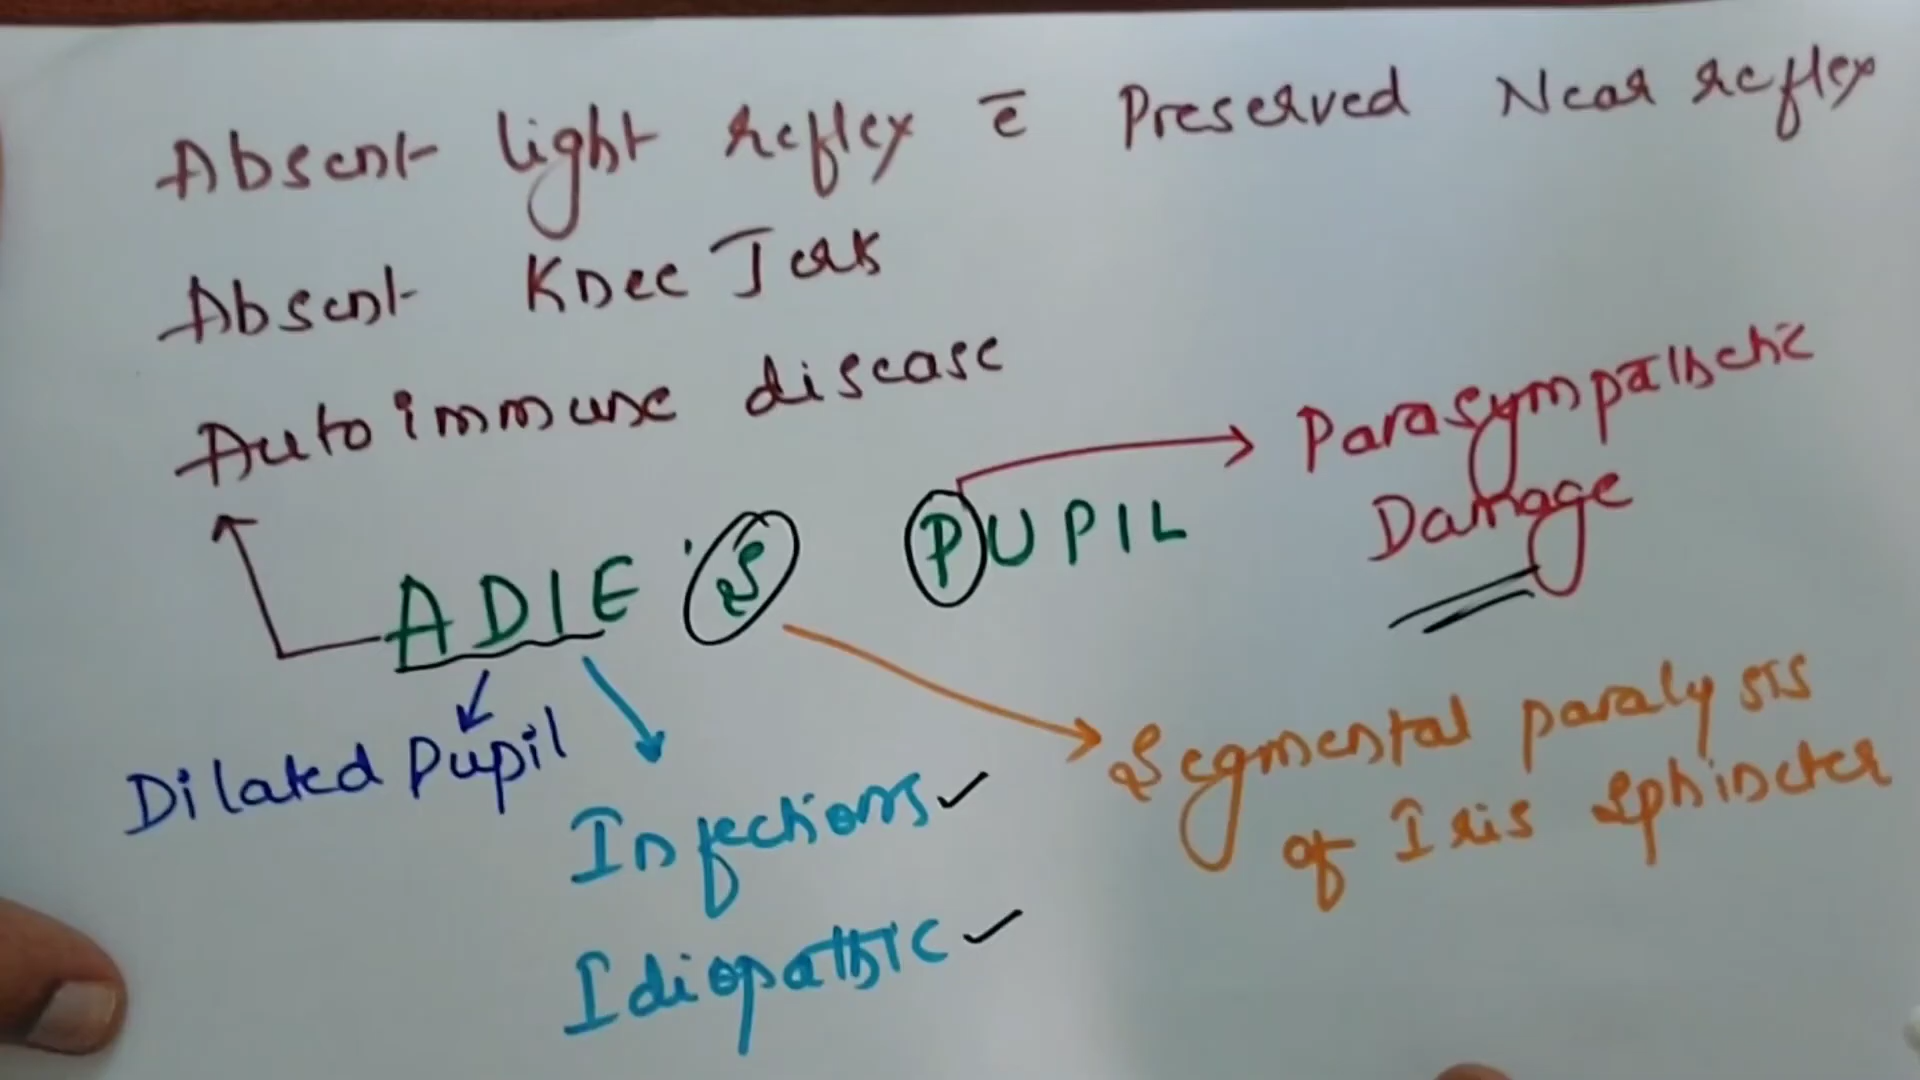 Absent light reflex c̄ Preserved Near reflex
Absent Knee Jerk
Autoimmune disease
Parasympathetic
Damage
ADIE'S PUPIL
Dilated Pupil
Infections ✓
Idiopathic ✓
Segmental paralysis
of Iris Sphincter